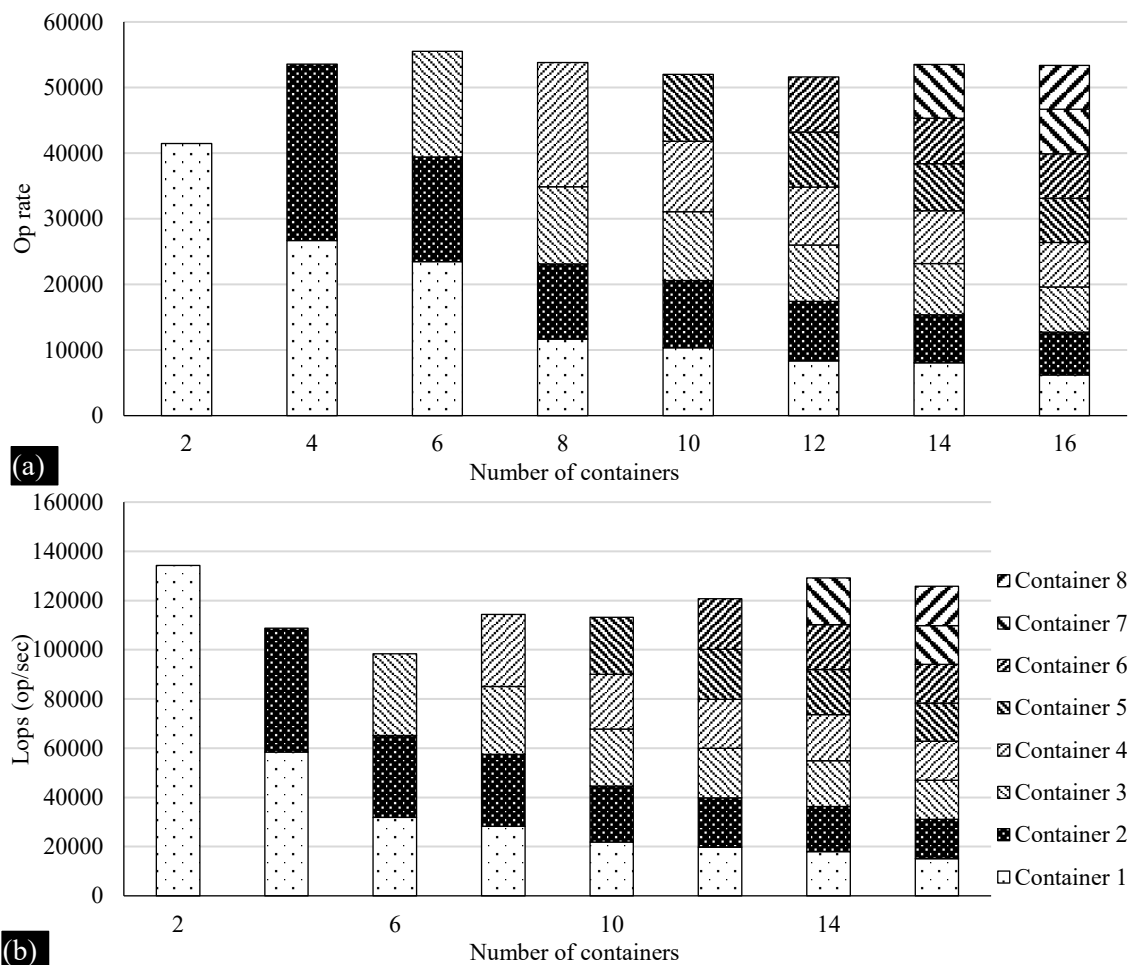 60000
50000
40000
30000
20000
10000
0
Op rate
2 4 6 8 10 12 14 16
Number of containers
(a)
160000
140000
120000
100000
80000
60000
40000
20000
0
Iops (op/sec)
2 6 10 14
Number of containers
(b)
Container 8
Container 7
Container 6
Container 5
Container 4
Container 3
Container 2
Container 1